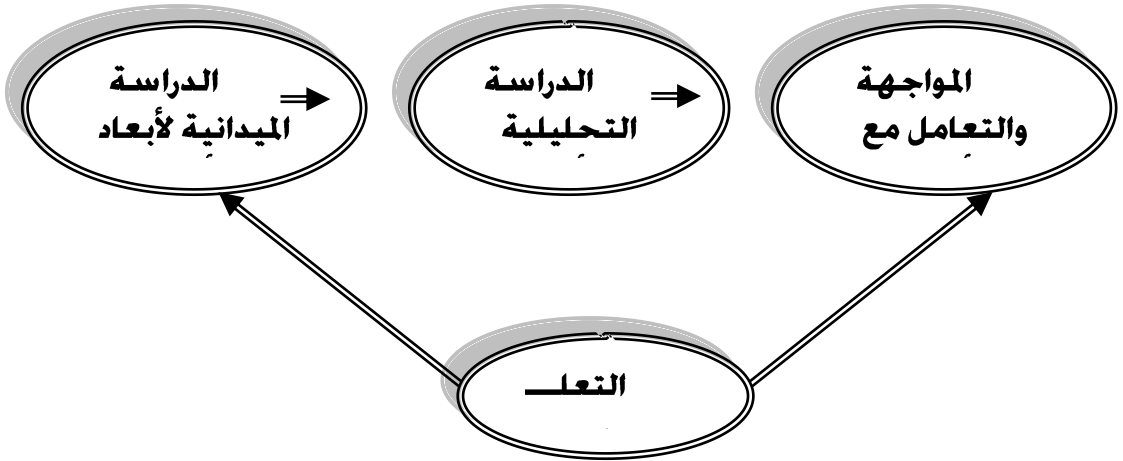 الدراسة
الميدانية لأبعاد
الدراسة
التحليلية
المواجهة
والتعامل مع
التعلـــ